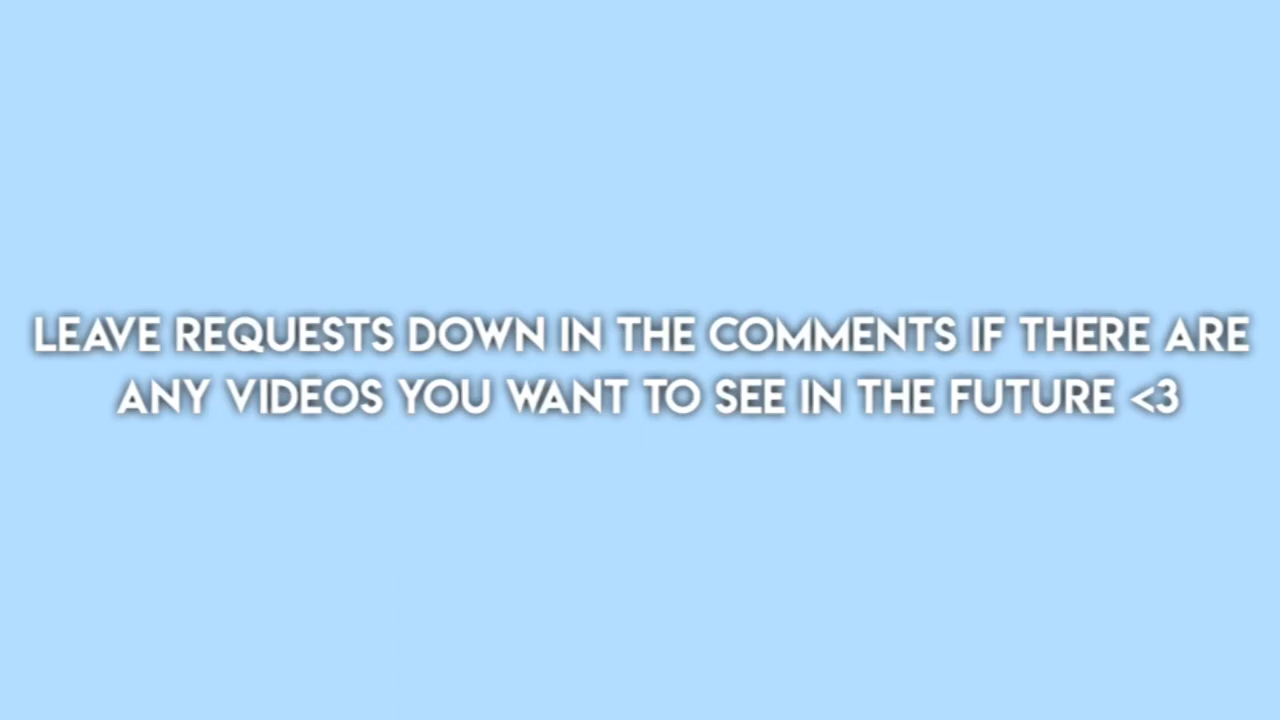 LEAVE REQUESTS DOWN IN THE COMMENTS IF THERE ARE
ANY VIDEOS YOU WANT TO SEE IN THE FUTURE <3